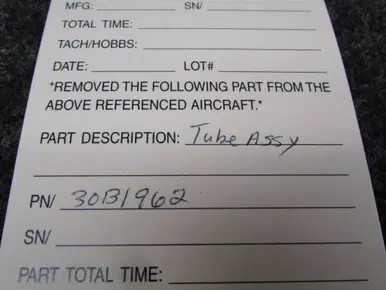 MFG: SN/
TOTAL TIME:
TACH/HOBBS:
DATE: LOT#
*REMOVED THE FOLLOWING PART FROM THE
ABOVE REFERENCED AIRCRAFT.*
PART DESCRIPTION: Tube Assy
PN/ 30B1962
SN/
PART TOTAL TIME: